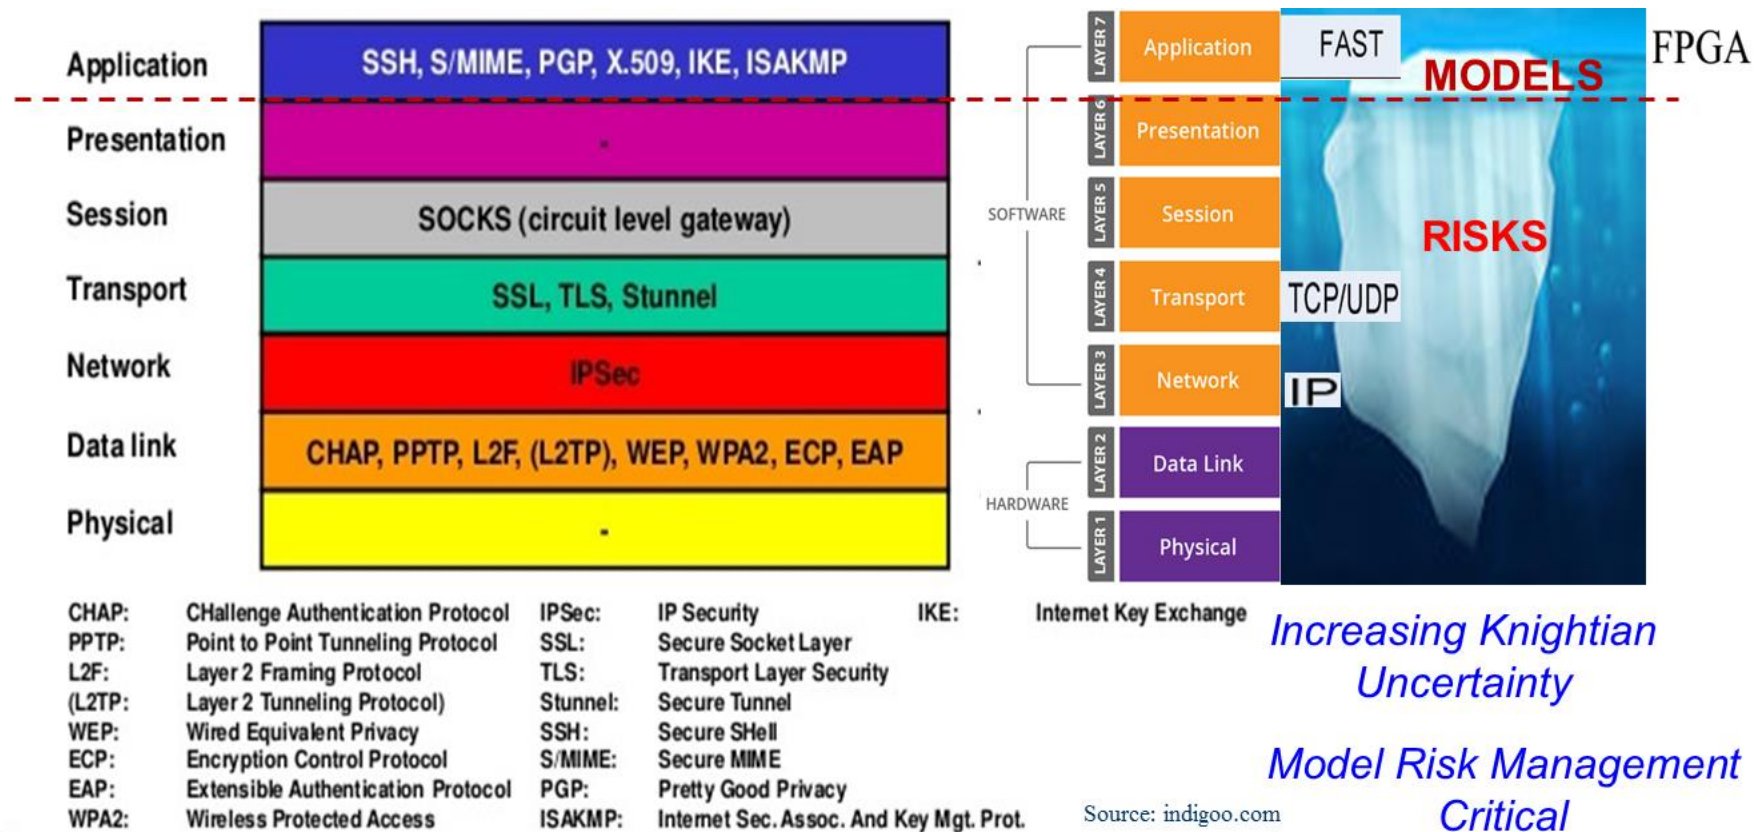 Application
SSH, S/MIME, PGP, X.509, IKE, ISAKMP
Presentation
-
Session
SOCKS (circuit level gateway)
Transport
SSL, TLS, Stunnel
Network
IPSec
Data link
CHAP, PPTP, L2F, (L2TP), WEP, WPA2, ECP, EAP
Physical
-
SOFTWARE
HARDWARE
LAYER 7 Application
LAYER 6 Presentation
LAYER 5 Session
LAYER 4 Transport
LAYER 3 Network
LAYER 2 Data Link
LAYER 1 Physical
FAST
MODELS
FPGA
RISKS
TCP/UDP
IP
CHAP: CHallenge Authentication Protocol
PPTP: Point to Point Tunneling Protocol
L2F: Layer 2 Framing Protocol
(L2TP: Layer 2 Tunneling Protocol)
WEP: Wired Equivalent Privacy
ECP: Encryption Control Protocol
EAP: Extensible Authentication Protocol
WPA2: Wireless Protected Access
IPSec: IP Security
SSL: Secure Socket Layer
TLS: Transport Layer Security
Stunnel: Secure Tunnel
SSH: Secure SHell
S/MIME: Secure MIME
PGP: Pretty Good Privacy
ISAKMP: Internet Sec. Assoc. And Key Mgt. Prot.
IKE: Internet Key Exchange
Increasing Knightian
Uncertainty
Model Risk Management
Critical
Source: indigoo.com